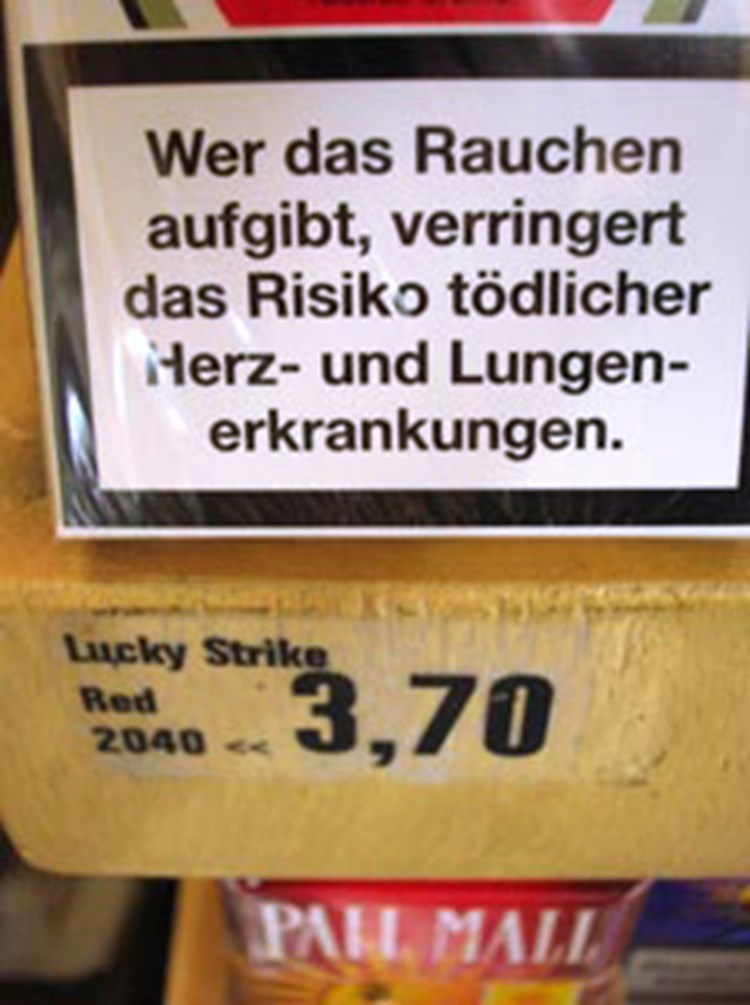 Wer das Rauchen
aufgibt, verringert
das Risiko tödlicher
Herz- und Lungen-
erkrankungen.
Lucky Strike
Red
2040 << 3,70
PALL MALL